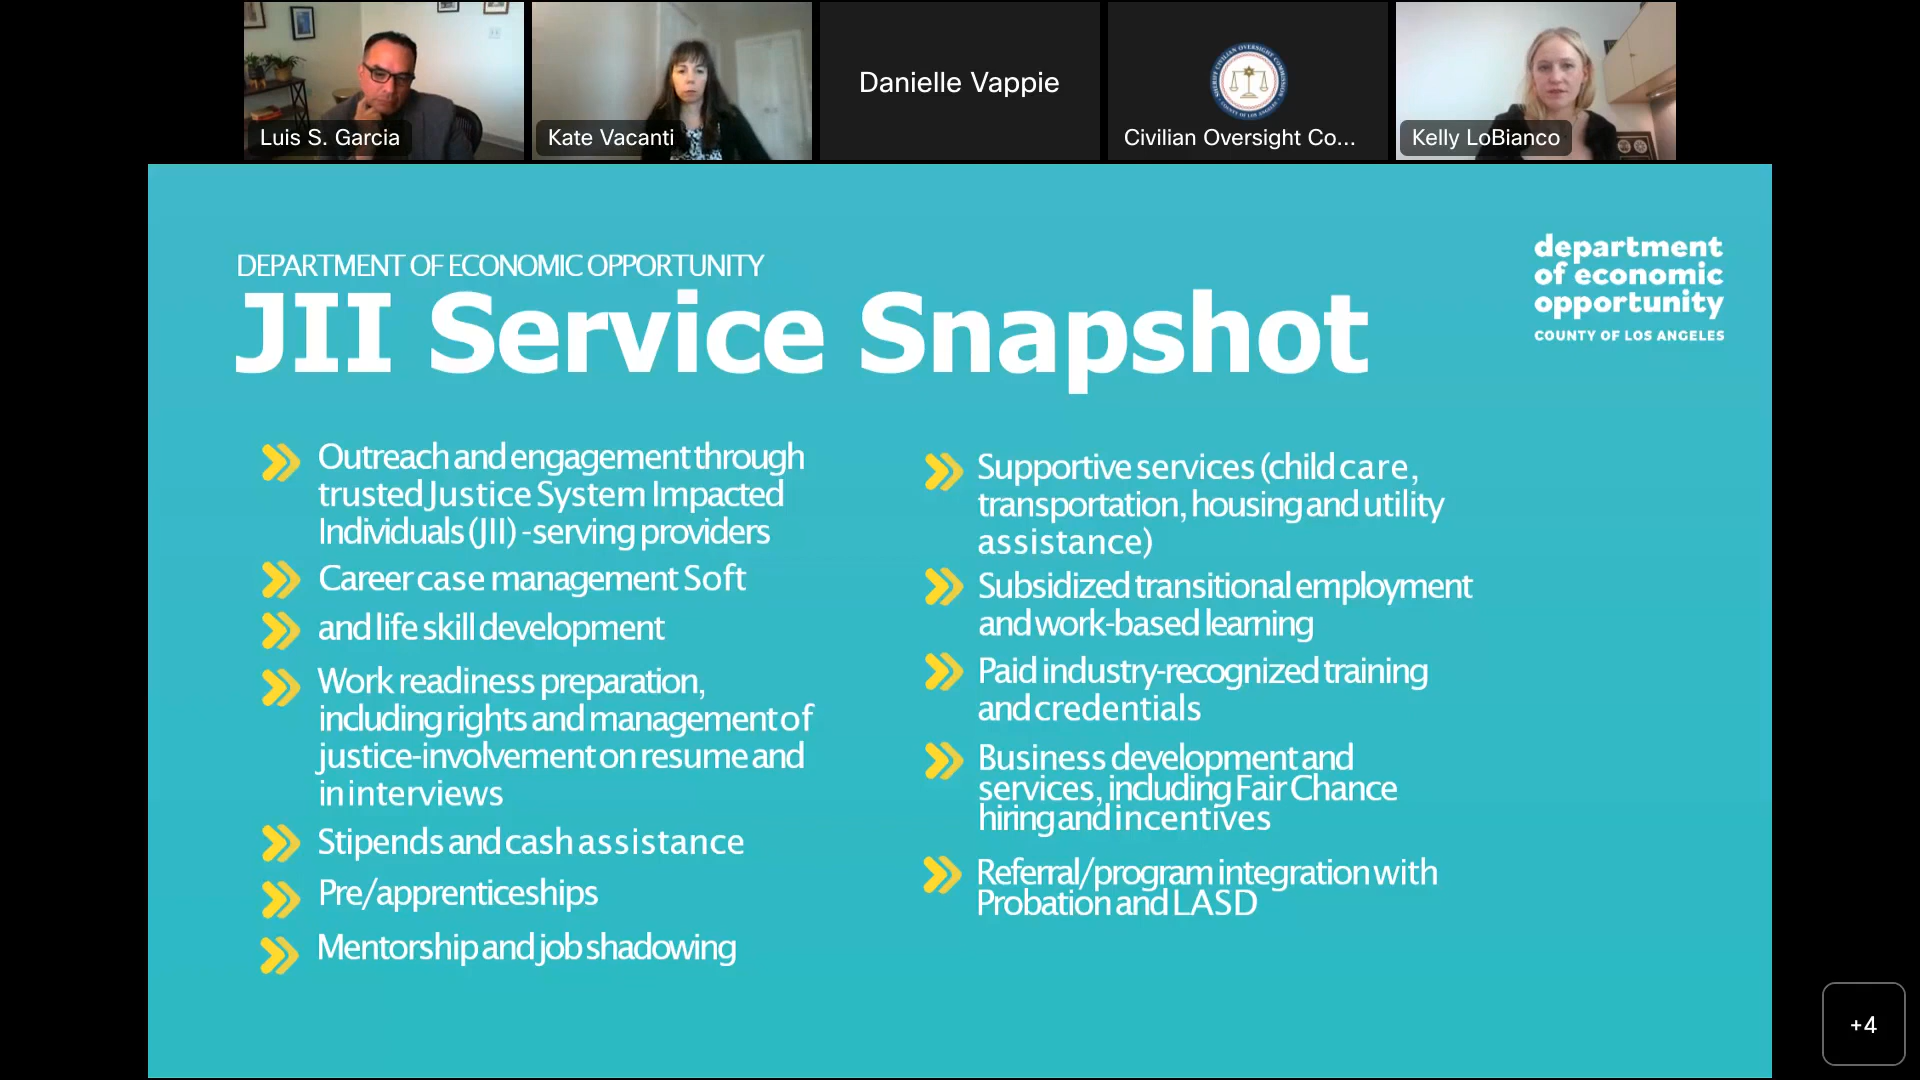 Luis S. Garcia
Kate Vacanti
Danielle Vappie
Civilian Oversight Co...
Kelly LoBianco
DEPARTMENT OF ECONOMIC OPPORTUNITY
JII Service Snapshot
department
of economic
opportunity
COUNTY OF LOS ANGELES
Outreach and engagement through
trusted Justice System Impacted
Individuals (JII) -serving providers
Career case management Soft
and life skill development
Work readiness preparation,
including rights and management of
justice-involvement on resume and
in interviews
Stipends and cash assistance
Pre/apprenticeships
Mentorship and job shadowing
Supportive services (child care,
transportation, housing and utility
assistance)
Subsidized transitional employment
and work-based learning
Paid industry-recognized training
and credentials
Business development and
services, including Fair Chance
hiring and incentives
Referral/program integration with
Probation and LASD
+4